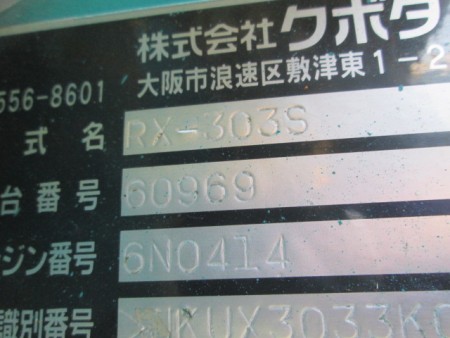 株式会社クボタ
556-8601 大阪市浪速区敷津東1-2
式名 RX-303S
台番号 60969
ジン番号 6N0414
識別番号 JKUX3033K